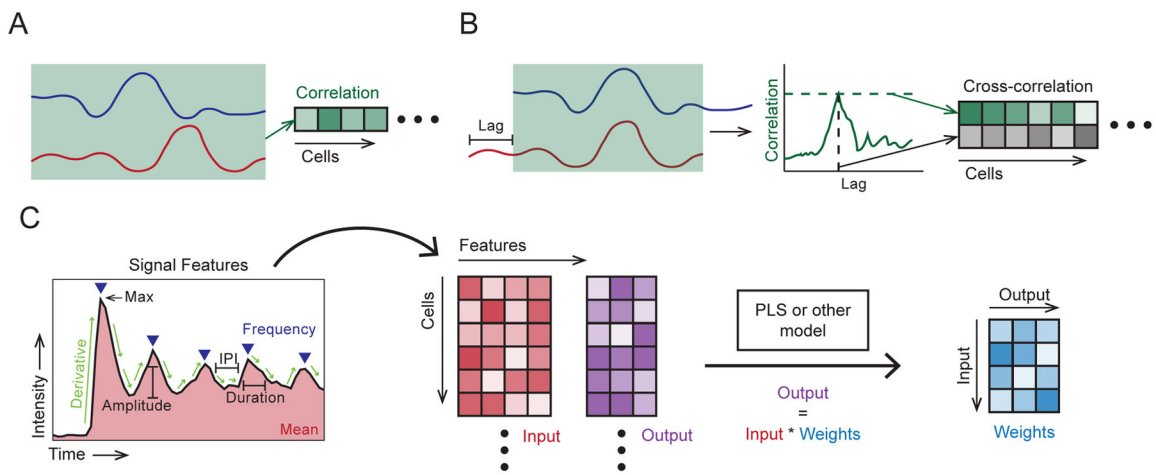 A
Correlation
Cells
B
Lag
Correlation
Lag
Cross-correlation
Cells
C
Signal Features
Max
Frequency
Derivative
IPI
Amplitude
Duration
Mean
Intensity
Time
Features
Cells
Input
Output
PLS or other
model
Output
=
Input * Weights
Output
Input
Weights